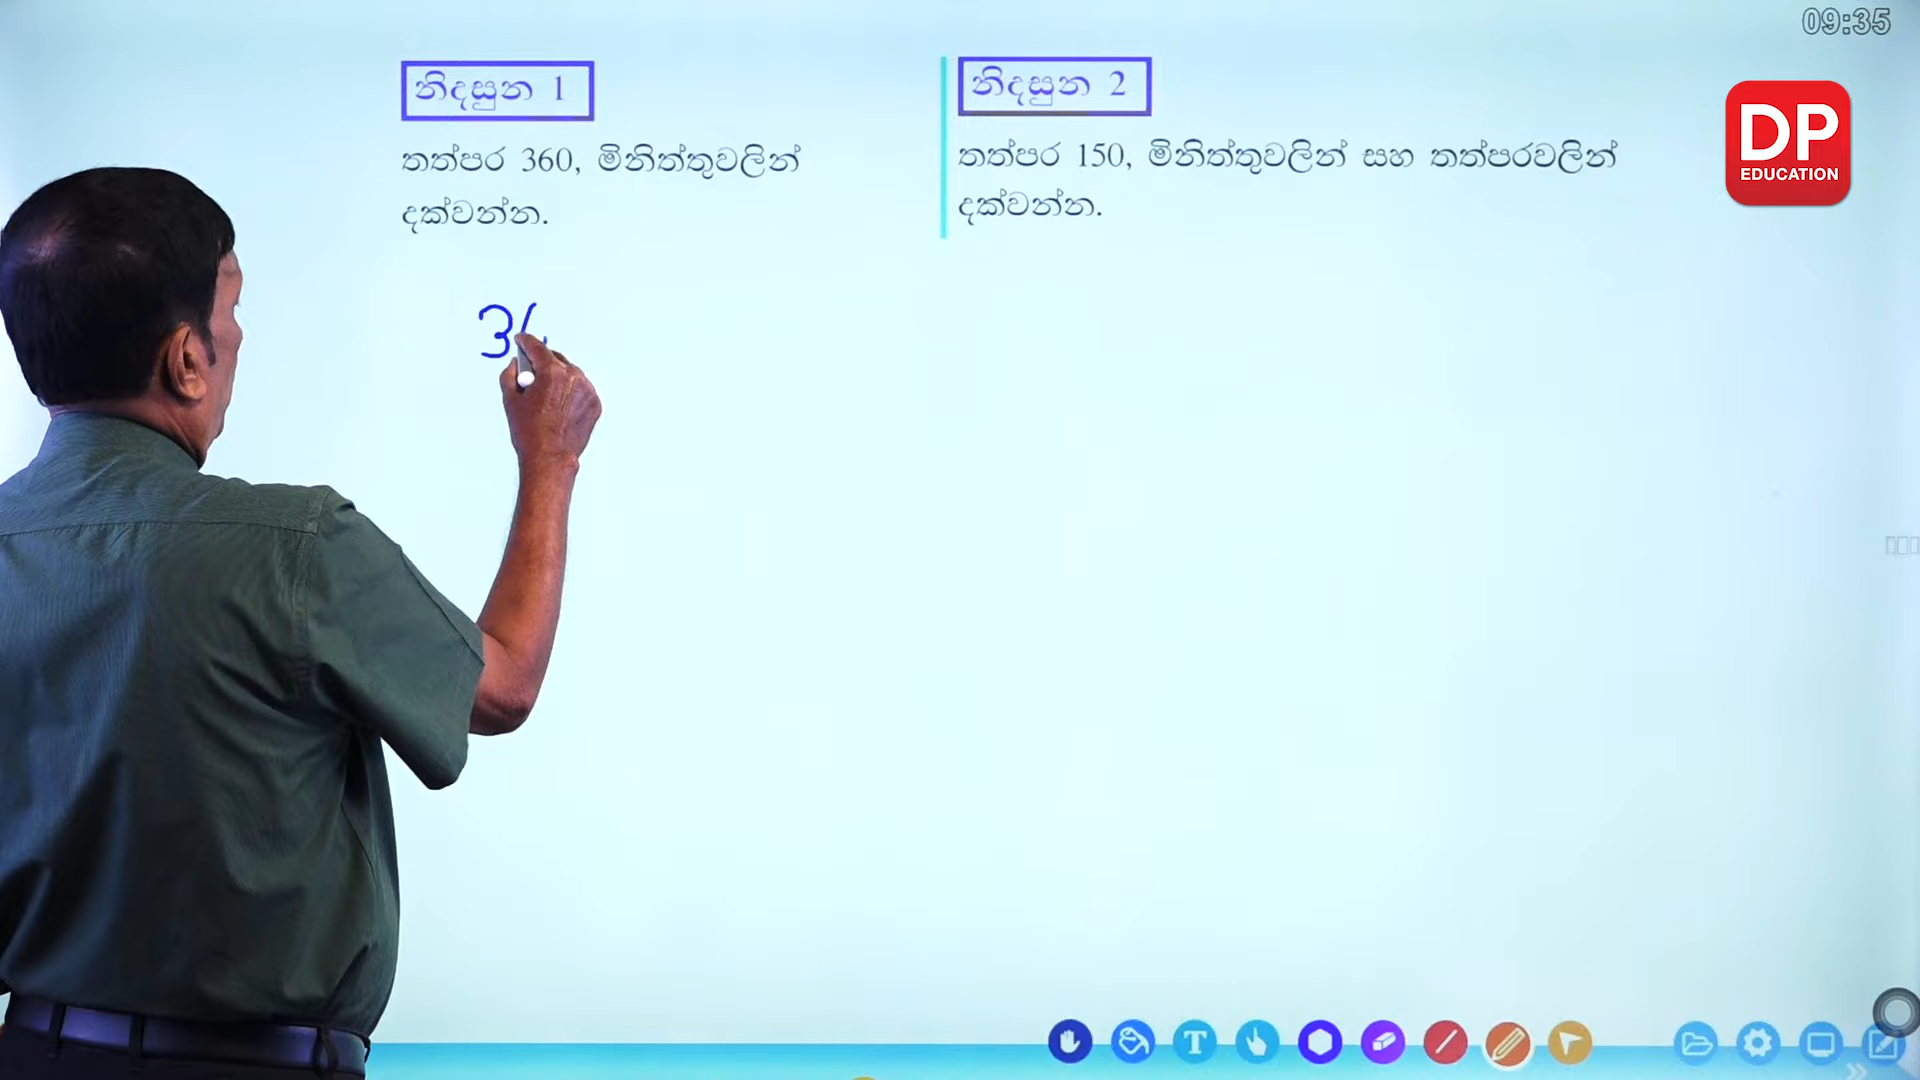 09:35
නිදසුන 1
තත්පර 360, මිනිත්තුවලින්
දක්වන්න.
නිදසුන 2
තත්පර 150, මිනිත්තුවලින් සහ තත්පරවලින්
දක්වන්න.
DP
EDUCATION
3
T